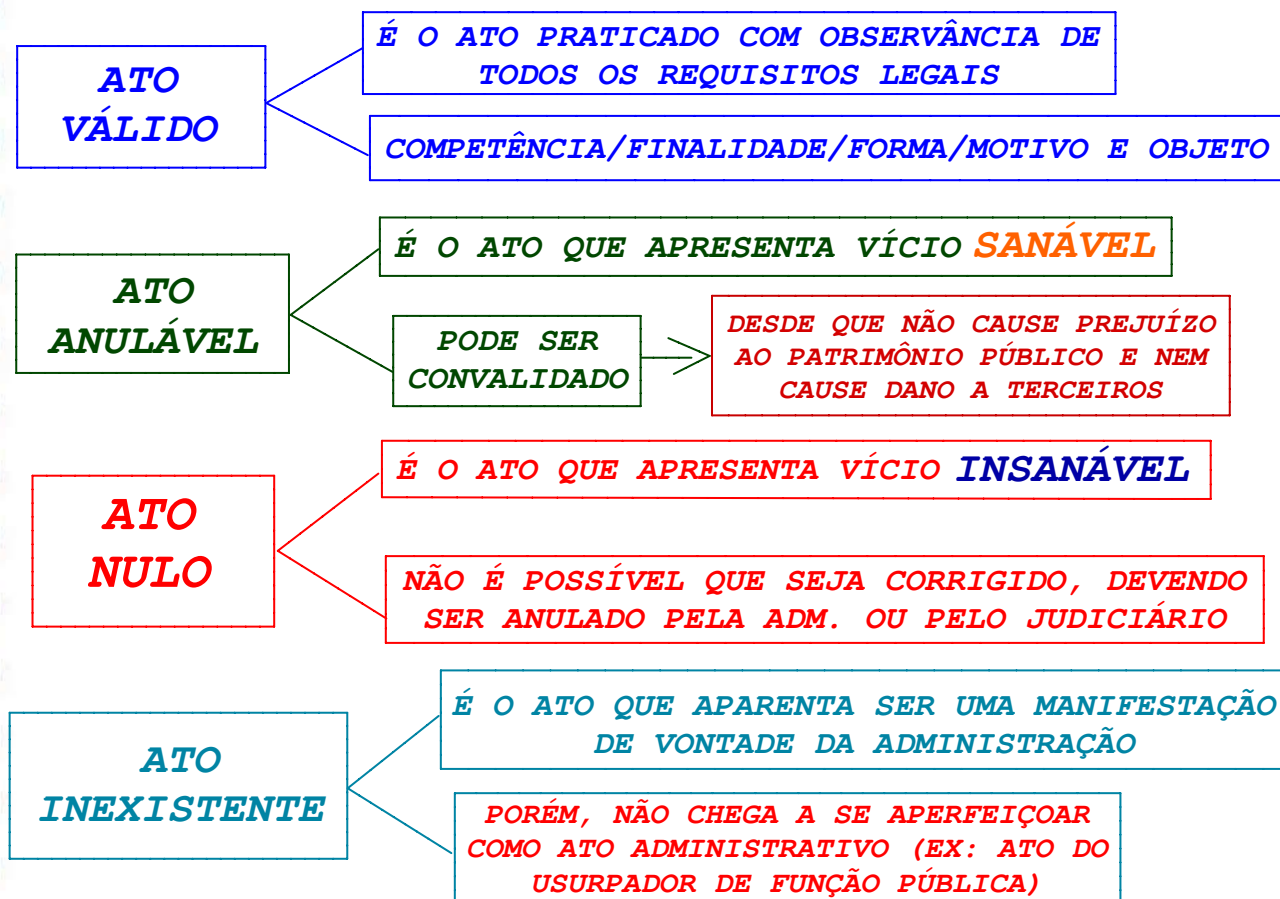 ATO
VÁLIDO
É O ATO PRATICADO COM OBSERVÂNCIA DE
TODOS OS REQUISITOS LEGAIS
COMPETÊNCIA/FINALIDADE/FORMA/MOTIVO E OBJETO
ATO
ANULÁVEL
É O ATO QUE APRESENTA VÍCIO SANÁVEL
PODE SER
CONVALIDADO
DESDE QUE NÃO CAUSE PREJUÍZO
AO PATRIMÔNIO PÚBLICO E NEM
CAUSE DANO A TERCEIROS
ATO
NULO
É O ATO QUE APRESENTA VÍCIO INSANÁVEL
NÃO É POSSÍVEL QUE SEJA CORRIGIDO, DEVENDO
SER ANULADO PELA ADM. OU PELO JUDICIÁRIO
ATO
INEXISTENTE
É O ATO QUE APARENTA SER UMA MANIFESTAÇÃO
DE VONTADE DA ADMINISTRAÇÃO
PORÉM, NÃO CHEGA A SE APERFEIÇOAR
COMO ATO ADMINISTRATIVO (EX: ATO DO
USURPADOR DE FUNÇÃO PÚBLICA)